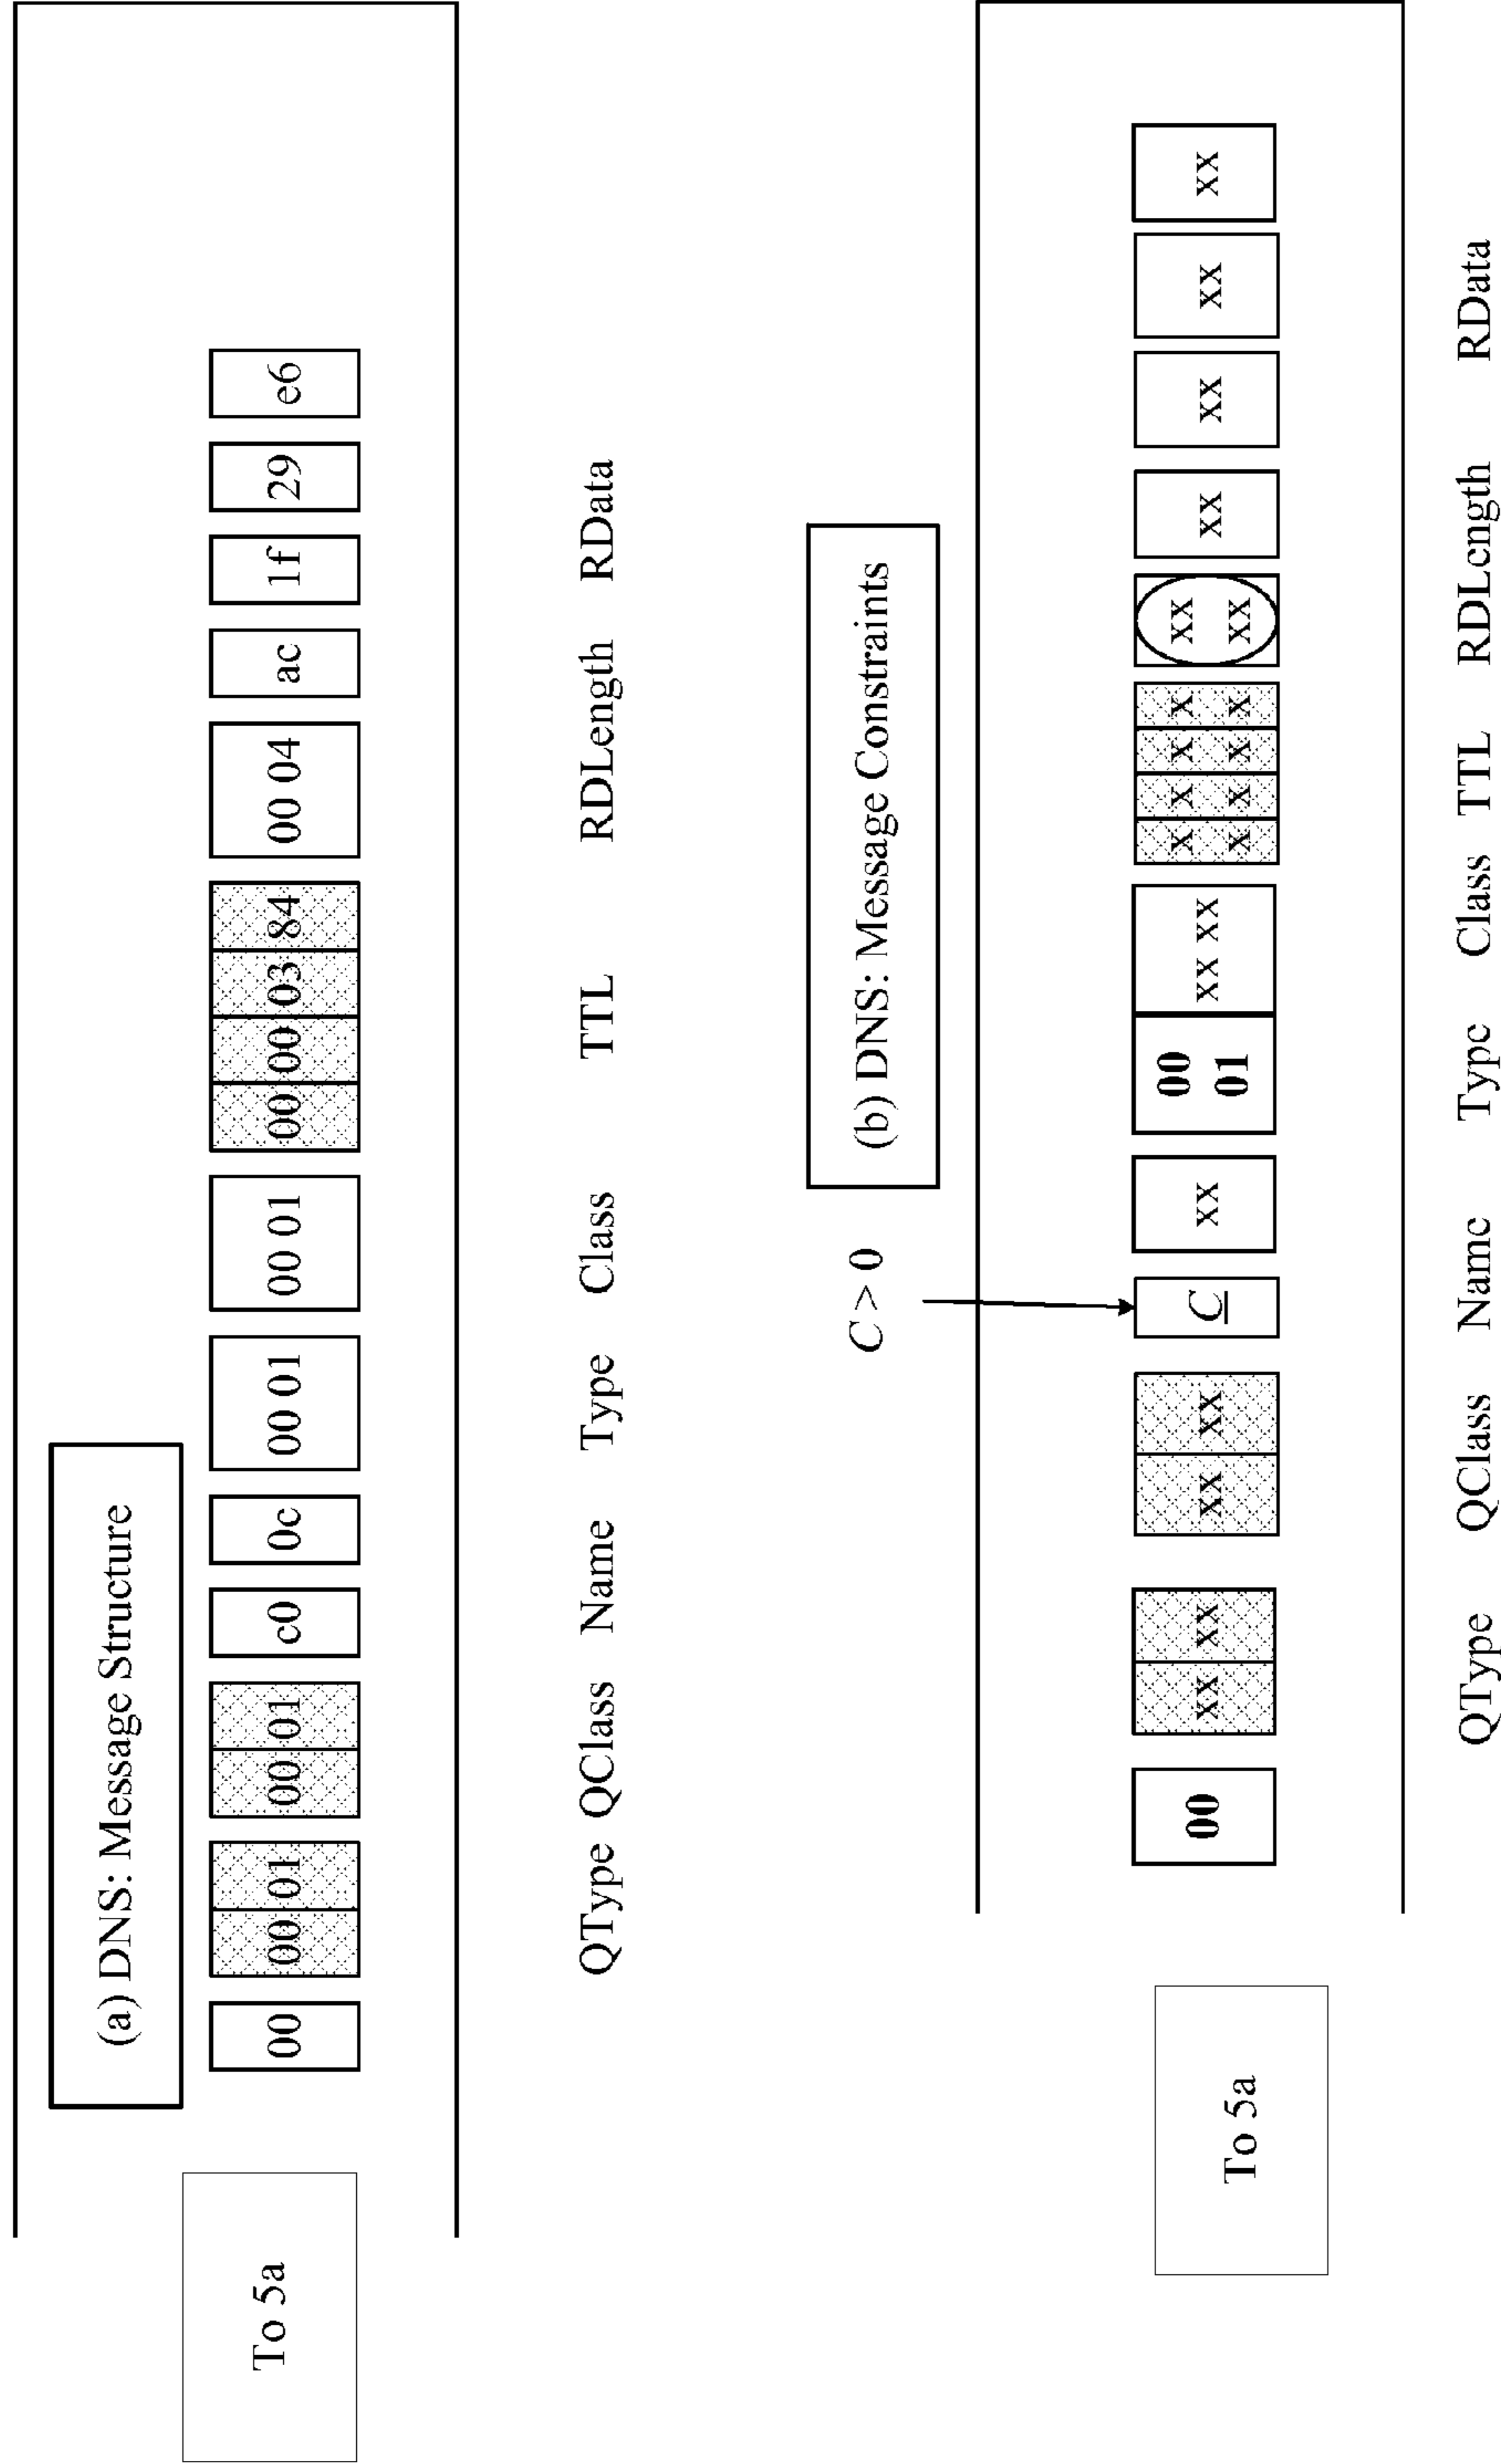 (a) DNS: Message Structure
To 5a
00 00 01 00 01 c0 0c 00 01 00 01 00 00 03 84 00 04 ac 1f 29 e6
QType QClass Name Type Class TTL RDLength RData
(b) DNS: Message Constraints
C > 0
To 5a
00 xx xx xx xx C xx 00 01 xx xx x x x x x x x x xx xx xx xx xx xx
QType QClass Name Type Class TTL RDLength RData